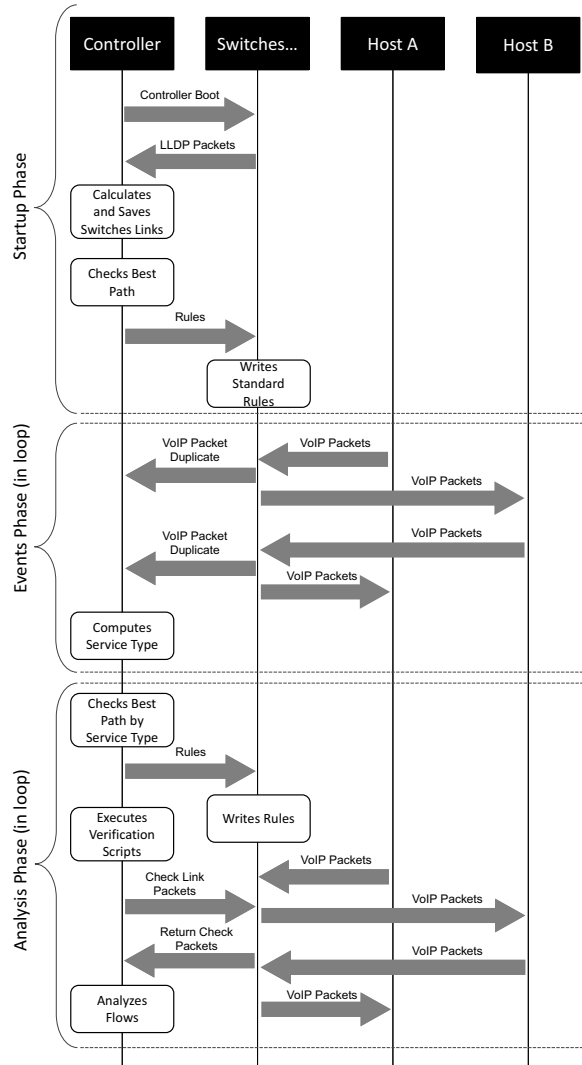 Controller
Switches...
Host A
Host B
Startup Phase
Controller Boot
LLDP Packets
Calculates
and Saves
Switches Links
Checks Best
Path
Rules
Writes
Standard
Rules
Events Phase (in loop)
VoIP Packet
Duplicate
VoIP Packets
VoIP Packets
VoIP Packet
Duplicate
VoIP Packets
VoIP Packets
Computes
Service Type
Analysis Phase (in loop)
Checks Best
Path by
Service Type
Rules
Executes
Verification
Scripts
Writes Rules
VoIP Packets
Check Link
Packets
VoIP Packets
Return Check
Packets
VoIP Packets
Analyzes
Flows
VoIP Packets